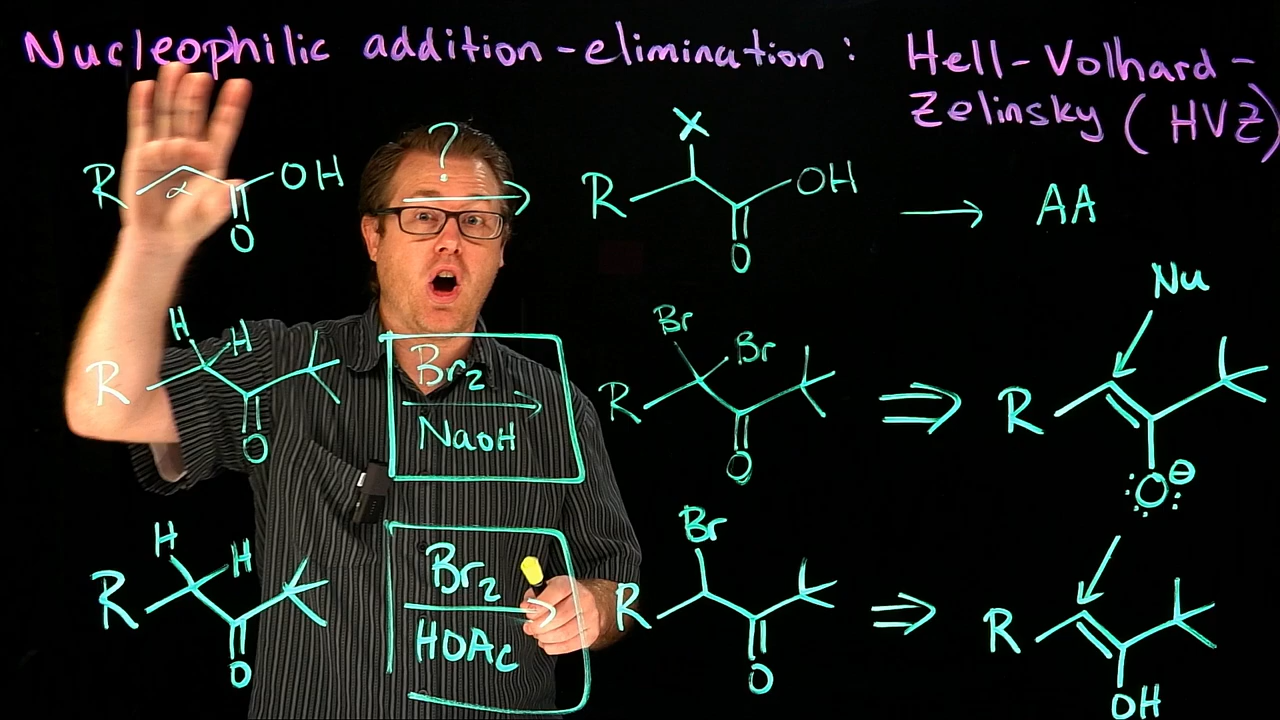 Nucleophilic addition-elimination: Hell-Volhard-
Zelinsky (HVZ)
R α OH O ? R X OH O AA
Nu
R H H O Br2 R Br Br O R O ⊖
NaOH
R H H O Br2 R Br O R OH
HOAc